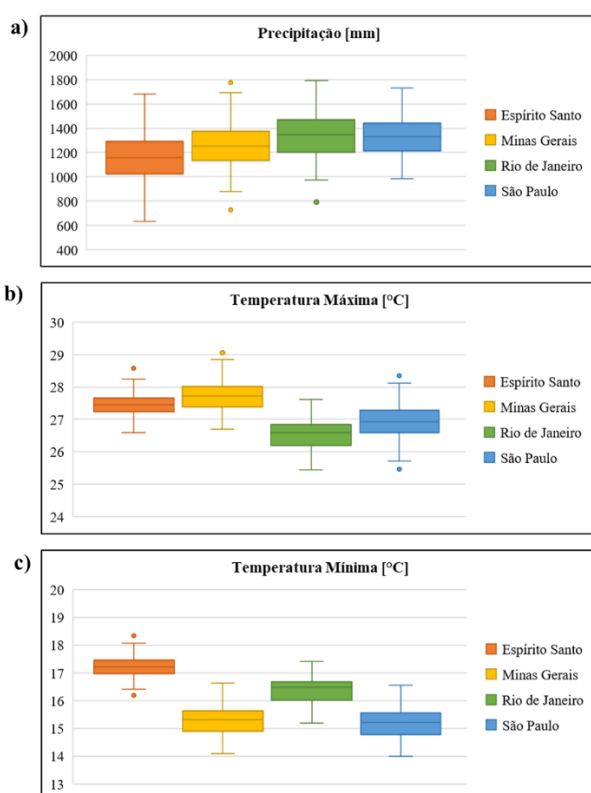 a)
Precipitação [mm]
2000
1800
1600
1400
1200
1000
800
600
400
Espírito Santo
Minas Gerais
Rio de Janeiro
São Paulo
b)
Temperatura Máxima [°C]
30
29
28
27
26
25
24
Espírito Santo
Minas Gerais
Rio de Janeiro
São Paulo
c)
Temperatura Mínima [°C]
20
19
18
17
16
15
14
13
Espírito Santo
Minas Gerais
Rio de Janeiro
São Paulo